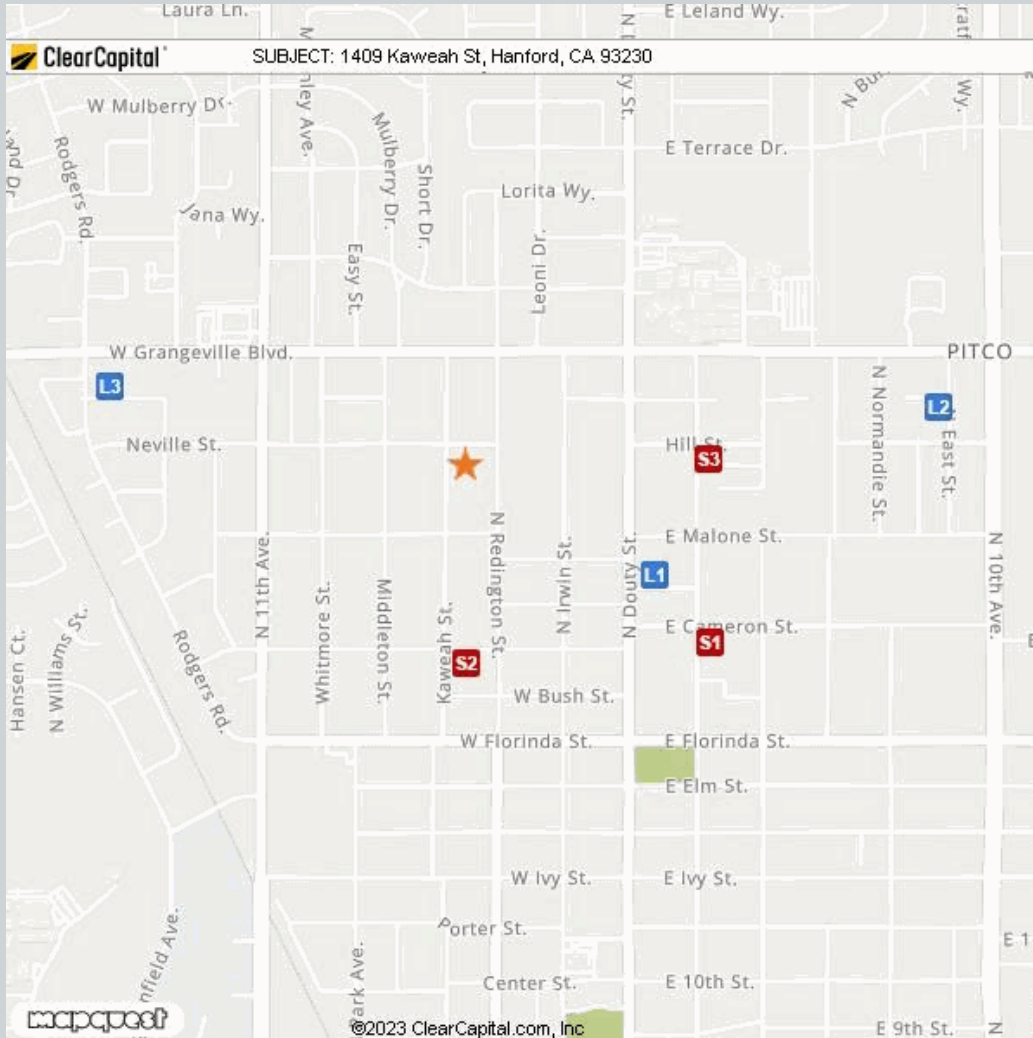 Laura Ln.
E Leland Wy.
ClearCapital
SUBJECT: 1409 Kaweah St, Hanford, CA 93230
W Mulberry
Rodgers Rd.
Mulberry Dr.
Short Dr.
E Terrace Dr.
Wy.
Lorita Wy.
Jana Wy.
Easy St.
Leoni Dr.
W Grangeville Blvd.
PITCO
L3
L2
N Normandie St.
East St.
Neville St.
Hill St.
S3
N Redington St.
N 11th Ave.
N Irwin St.
N Douty St.
E Malone St.
N 10th Ave.
L1
Whitmore St.
Middleton St.
Kaweah St.
E Cameron St.
S1
S2
Hansen Ct.
N Williams St.
Rodgers Rd.
W Bush St.
W Florinda St.
E Florinda St.
E Elm St.
W Ivy St.
E Ivy St.
Porter St.
Park Ave.
Center St.
E 10th St.
mapquest
©2023 ClearCapital.com, Inc
E 9th St.